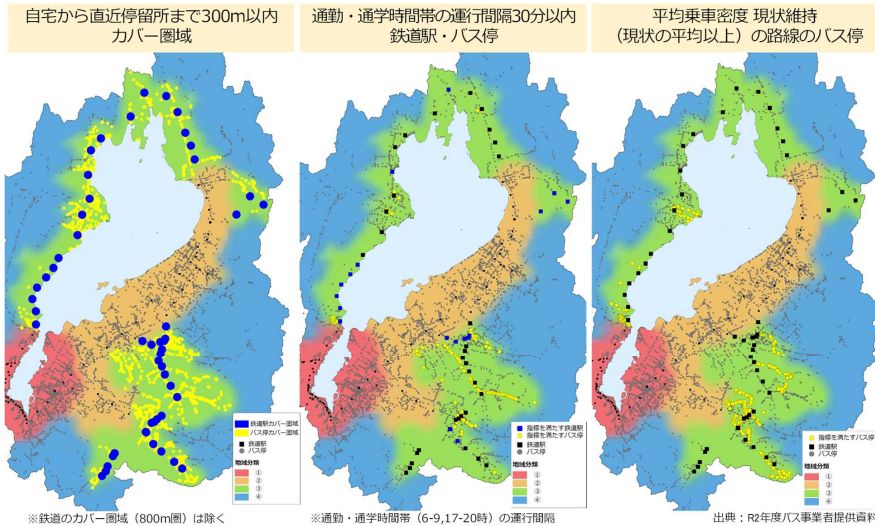 自宅から直近停留所まで300m以内
カバー圏域
通勤・通学時間帯の運行間隔30分以内
鉄道駅・バス停
平均乗車密度 現状維持
（現状の平均以上）の路線のバス停
鉄道駅カバー圏域
バス停カバー圏域
鉄道駅
バス停
地域分類
①
②
③
④
指標を満たす鉄道駅
指標を満たすバス停
鉄道駅
バス停
地域分類
①
②
③
④
指標を満たすバス停
鉄道駅
バス停
地域分類
①
②
③
④
※鉄道のカバー圏域（800m圏）は除く
※通勤・通学時間帯（6-9,17-20時）の運行間隔
出典：R2年度バス事業者提供資料